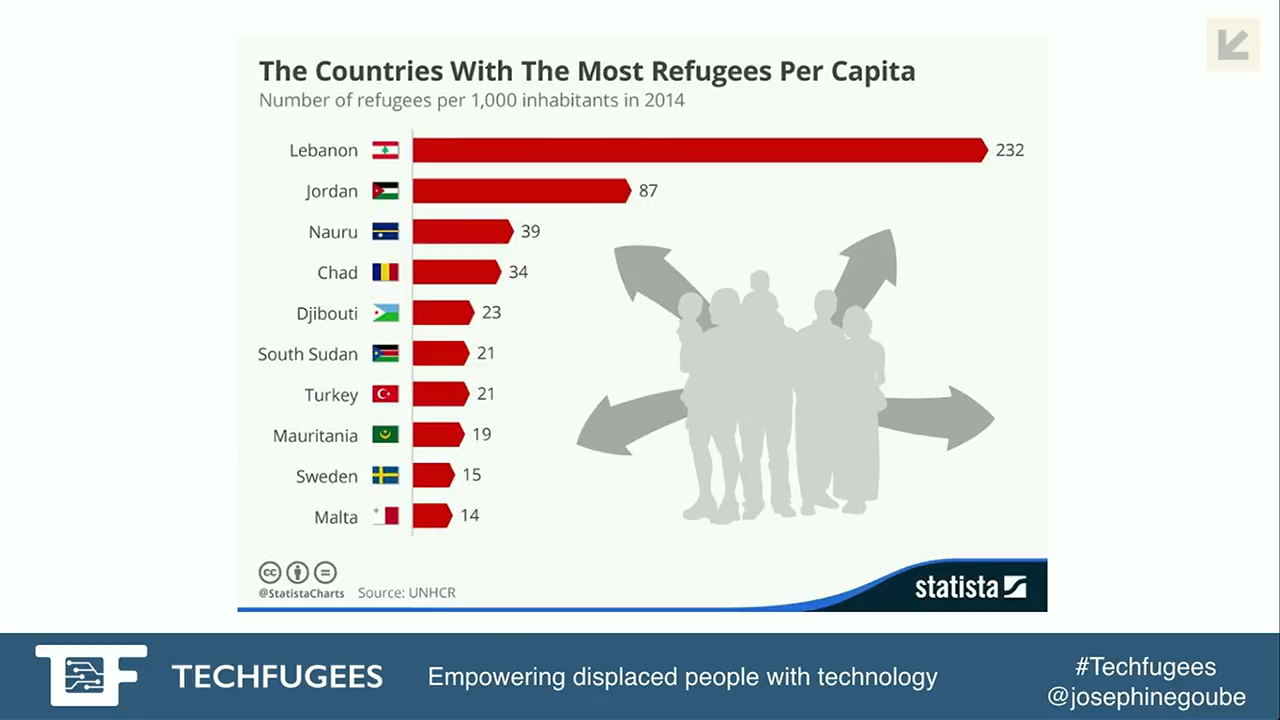 The Countries With The Most Refugees Per Capita
Number of refugees per 1,000 inhabitants in 2014
Lebanon 232
Jordan 87
Nauru 39
Chad 34
Djibouti 23
South Sudan 21
Turkey 21
Mauritania 19
Sweden 15
Malta 14
cc
@StatistaCharts Source: UNHCR
statista
TF TECHFUGEES
Empowering displaced people with technology
#Techfugees
@josephinegoube